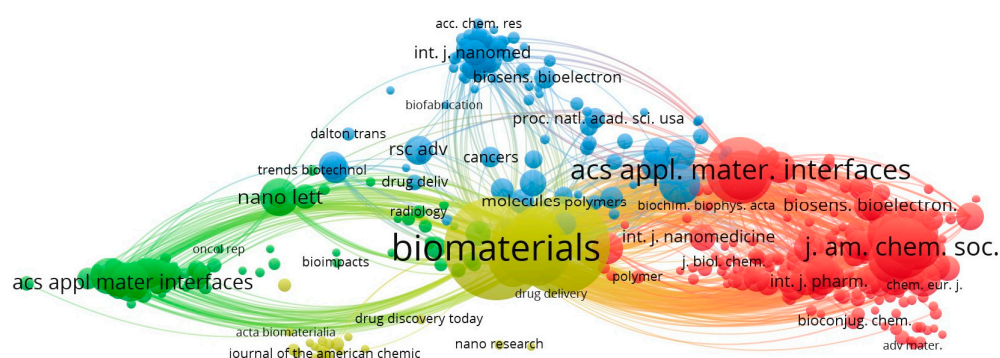 acc. chem. res
int. j. nanomed
biosens. bioelectron
biofabrication
proc. natl. acad. sci. usa
dalton trans
rsc adv
cancers
trends biotechnol
acs appl. mater. interfaces
drug deliv
nano lett
molecules polymers
biochim. biophys. acta
biosens. bioelectron.
radiology
int. j. nanomedicine
oncol rep
biomaterials
j. am. chem. soc.
bioimpacts
j. biol. chem.
polymer
acs appl mater interfaces
int. j. pharm.
chem. eur. j.
drug delivery
drug discovery today
bioconjug. chem.
acta biomaterialia
nano research
adv mater.
journal of the american chemic